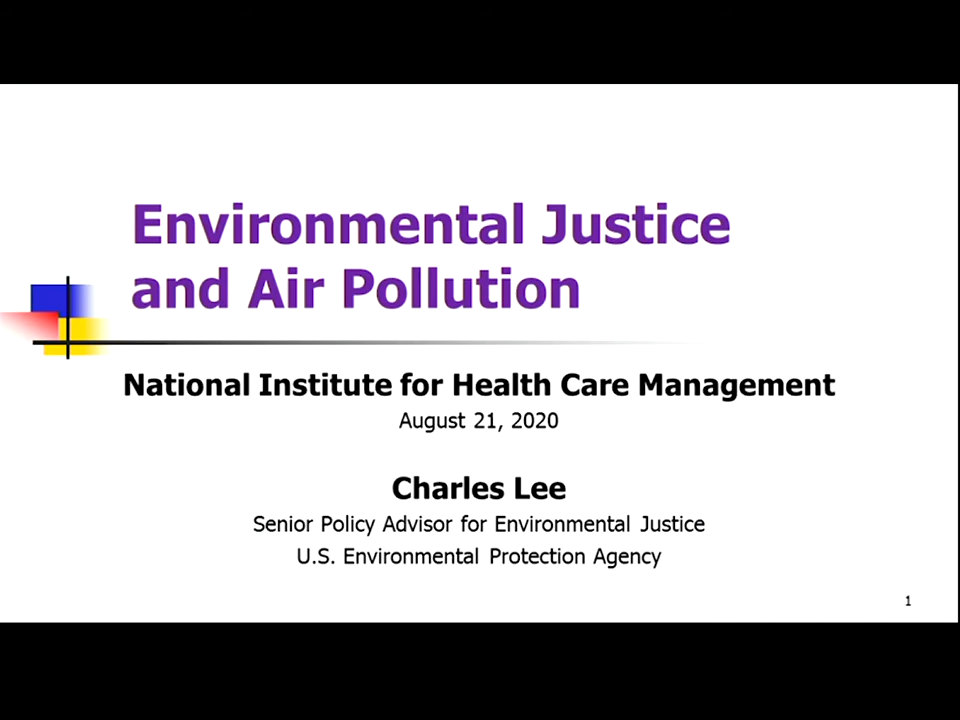 Environmental Justice
and Air Pollution
National Institute for Health Care Management
August 21, 2020
Charles Lee
Senior Policy Advisor for Environmental Justice
U.S. Environmental Protection Agency
1